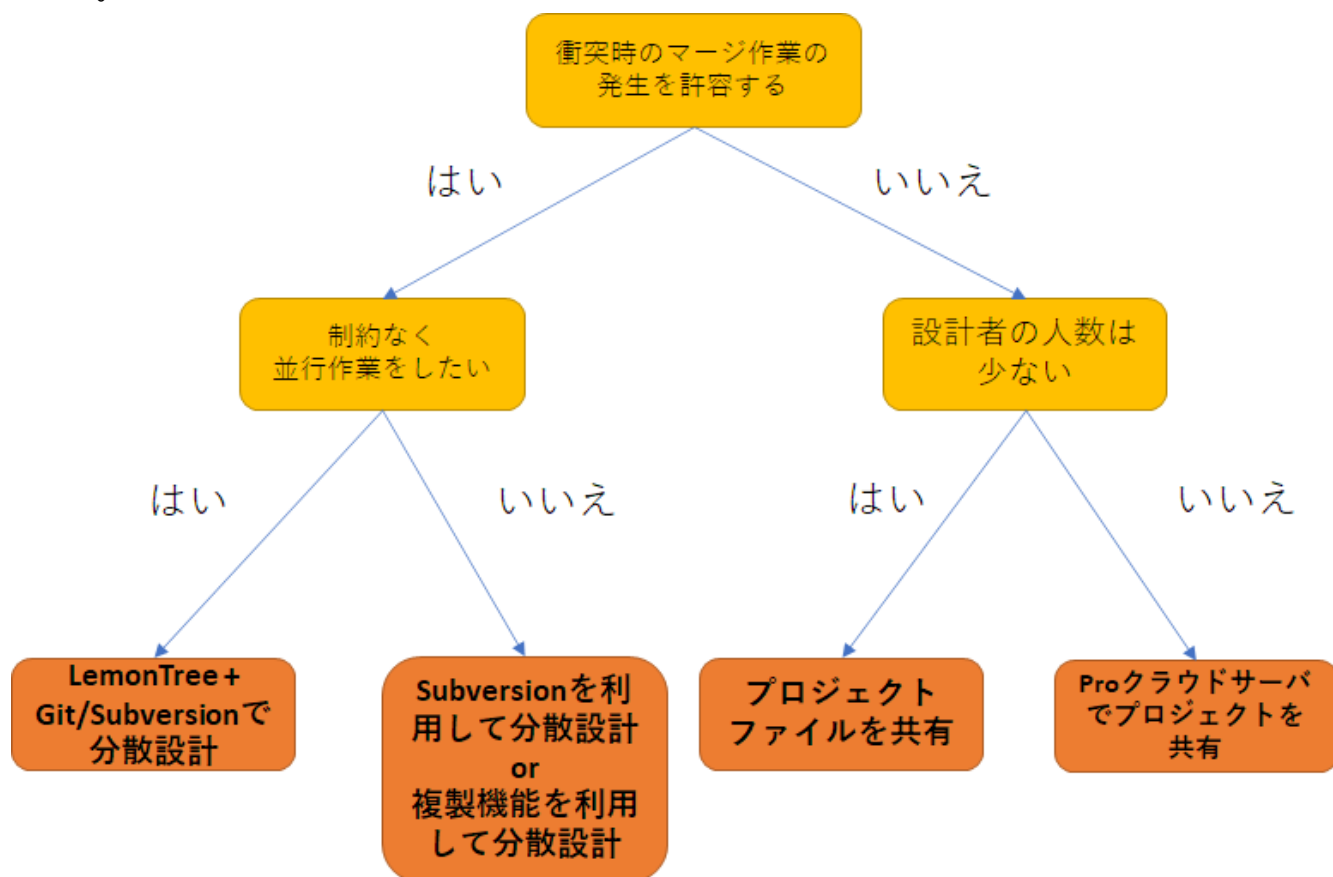 衝突時のマージ作業の
発生を許容する
はい
いいえ
制約なく
並行作業をしたい
設計者の人数は
少ない
はい
いいえ
はい
いいえ
LemonTree +
Git/Subversionで
分散設計
Subversionを利
用して分散設計
or
複製機能を利用
して分散設計
プロジェクト
ファイルを共有
Proクラウドサーバ
でプロジェクトを
共有